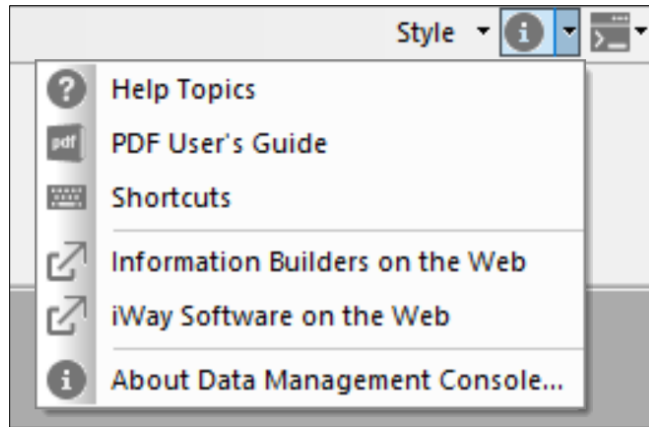 Style
Help Topics
pdf
PDF User's Guide
Shortcuts
Information Builders on the Web
iWay Software on the Web
About Data Management Console...